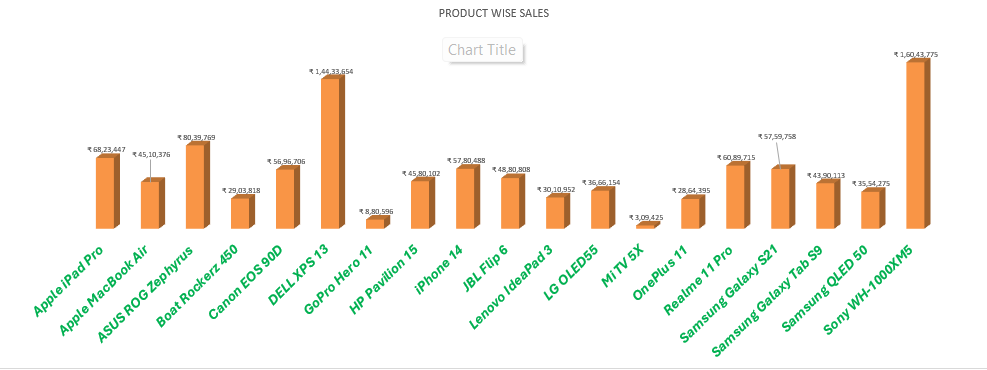 PRODUCT WISE SALES
Chart Title
₹ 68,23,447
₹ 45,10,376
₹ 80,39,769
₹ 29,03,818
₹ 56,96,706
₹ 1,44,33,654
₹ 8,80,596
₹ 45,80,102
₹ 57,80,488
₹ 48,80,808
₹ 30,10,952
₹ 36,66,154
₹ 3,09,425
₹ 28,64,395
₹ 60,89,715
₹ 57,59,758
₹ 43,90,113
₹ 35,54,275
₹ 1,60,43,775
Apple iPad Pro
Apple MacBook Air
ASUS ROG Zephyrus
Boat Rockerz 450
Canon EOS 90D
DELL XPS 13
GoPro Hero 11
HP Pavilion 15
iPhone 14
JBL Flip 6
Lenovo IdeaPad 3
LG OLED55
Mi TV 5X
OnePlus 11
Realme 11 Pro
Samsung Galaxy S21
Samsung Galaxy Tab S9
Samsung QLED 50
Sony WH-1000XM5